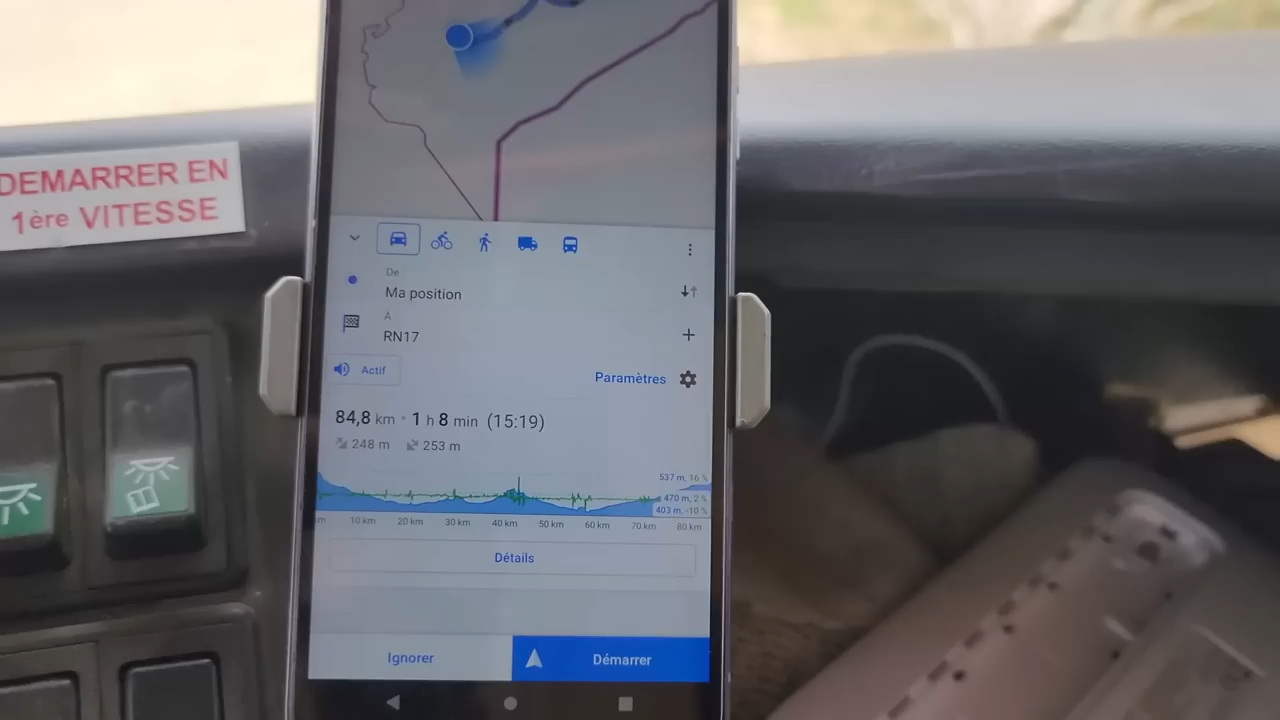 DEMARRER EN
1ère VITESSE
De
Ma position
À
RN17
Actif
Paramètres
84,8 km • 1 h 8 min (15:19)
248 m 253 m
537 m, 16 %
470 m, 2 %
403 m, -10 %
m 10 km 20 km 30 km 40 km 50 km 60 km 70 km 80 km
Détails
Ignorer
Démarrer